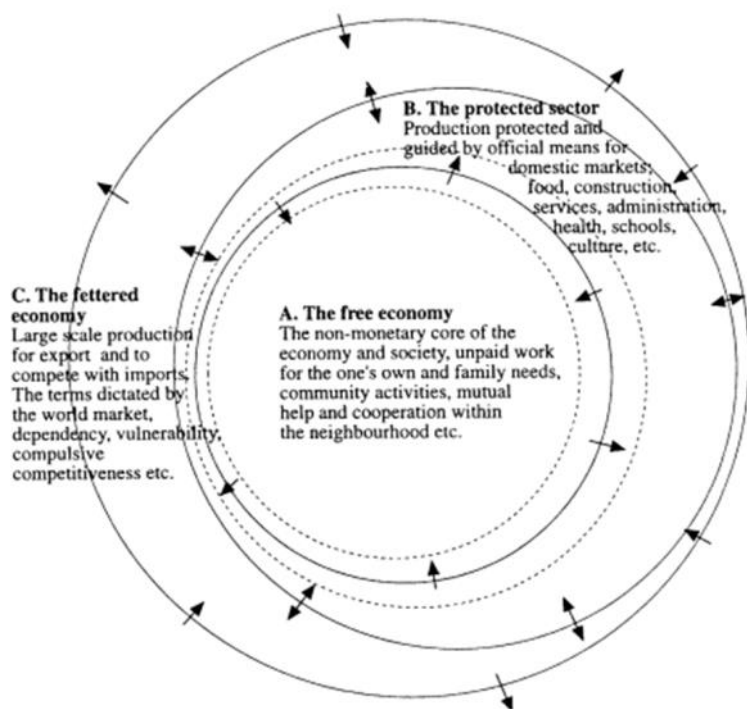 B. The protected sector
Production protected and
guided by official means for
domestic markets;
food, construction,
services, administration,
health, schools,
culture, etc.
C. The fettered
economy
Large scale production
for export and to
compete with imports.
The terms dictated by
the world market,
dependency, vulnerability,
compulsive
competitiveness etc.
A. The free economy
The non-monetary core of the
economy and society, unpaid work
for the one's own and family needs,
community activities, mutual
help and cooperation within
the neighbourhood etc.